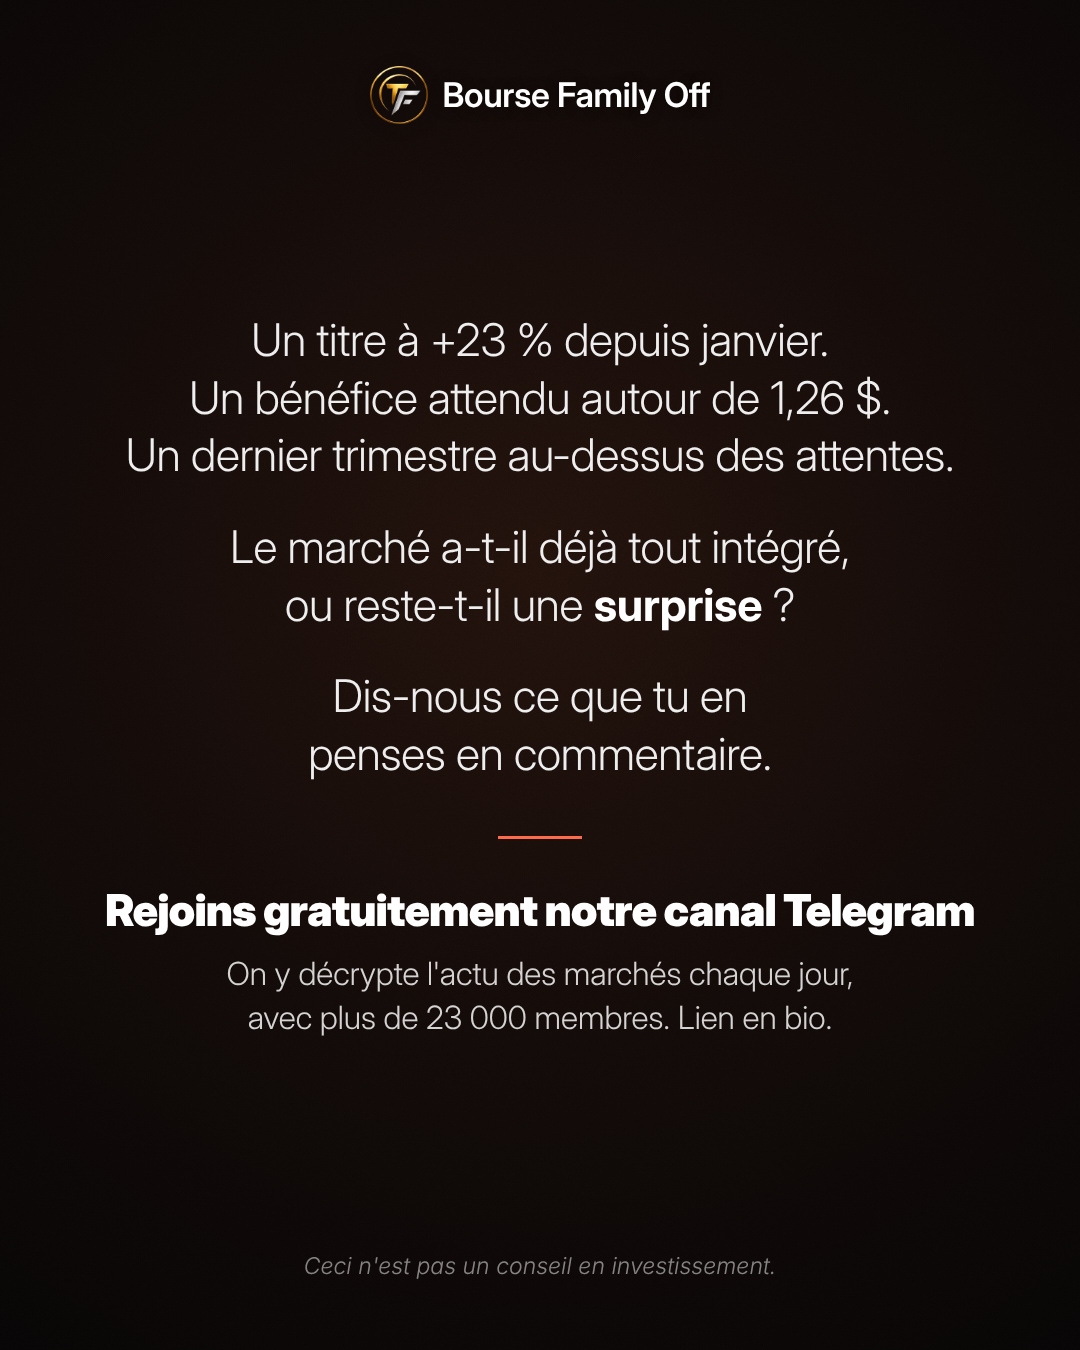 TF Bourse Family Off
Un titre à +23 % depuis janvier.
Un bénéfice attendu autour de 1,26 $.
Un dernier trimestre au-dessus des attentes.
Le marché a-t-il déjà tout intégré,
ou reste-t-il une surprise ?
Dis-nous ce que tu en
penses en commentaire.
Rejoins gratuitement notre canal Telegram
On y décrypte l'actu des marchés chaque jour,
avec plus de 23 000 membres. Lien en bio.
Ceci n'est pas un conseil en investissement.